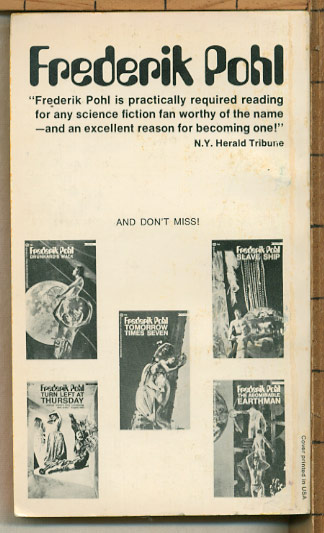 Frederik Pohl
"Frederik Pohl is practically required reading
for any science fiction fan worthy of the name
—and an excellent reason for becoming one!"
N.Y. Herald Tribune
AND DON'T MISS!
Frederik Pohl
DRUNKARD'S WALK
Frederik Pohl
SLAVE SHIP
Frederik Pohl
TOMORROW
TIMES SEVEN
Frederik Pohl
TURN LEFT AT
THURSDAY
Frederik Pohl
THE ABOMINABLE
EARTHMAN
Cover printed in USA